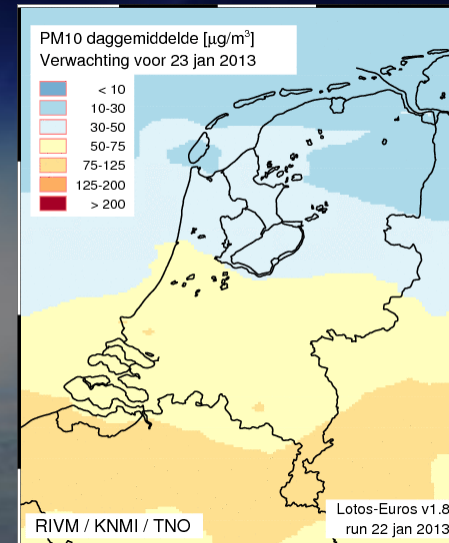 PM10 daggemiddelde [µg/m³]
Verwachting voor 23 jan 2013
< 10
10-30
30-50
50-75
75-125
125-200
> 200
RIVM / KNMI / TNO
Lotos-Euros v1.8
run 22 jan 2013